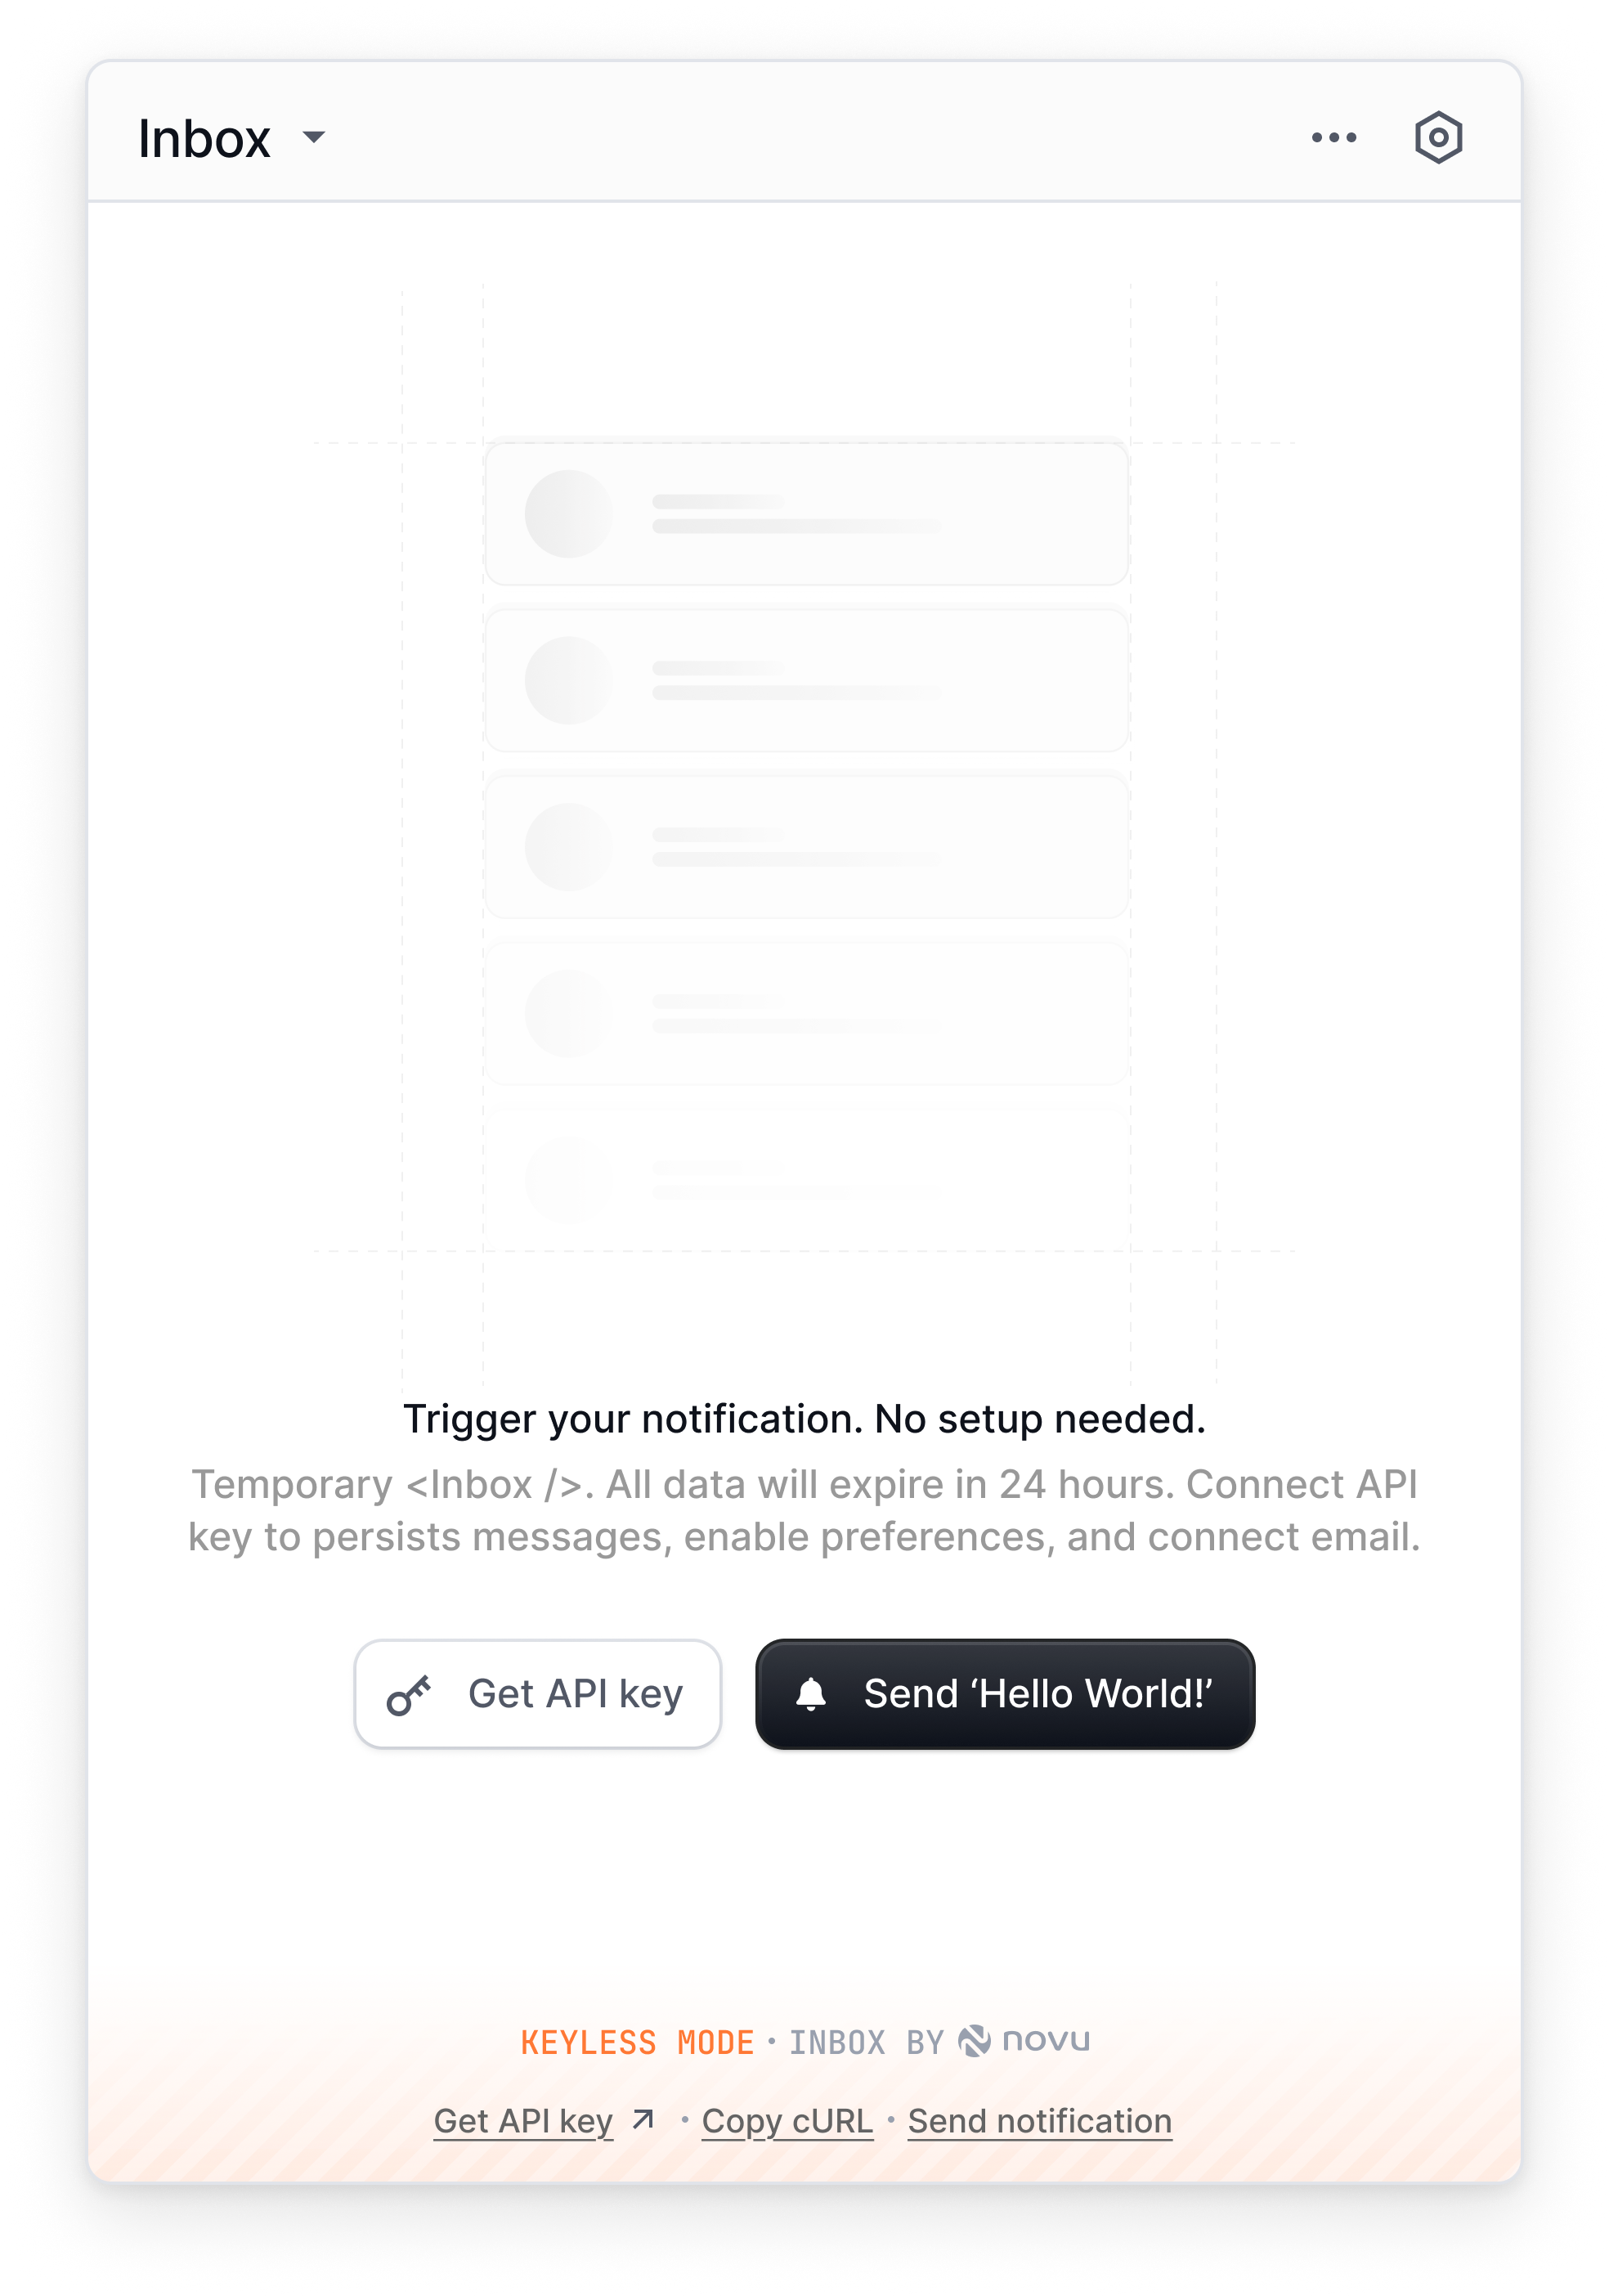 Inbox
Trigger your notification. No setup needed.
Temporary <Inbox />. All data will expire in 24 hours. Connect API
key to persists messages, enable preferences, and connect email.
Get API key
Send ‘Hello World!’
KEYLESS MODE • INBOX BY novu
Get API key • Copy cURL • Send notification